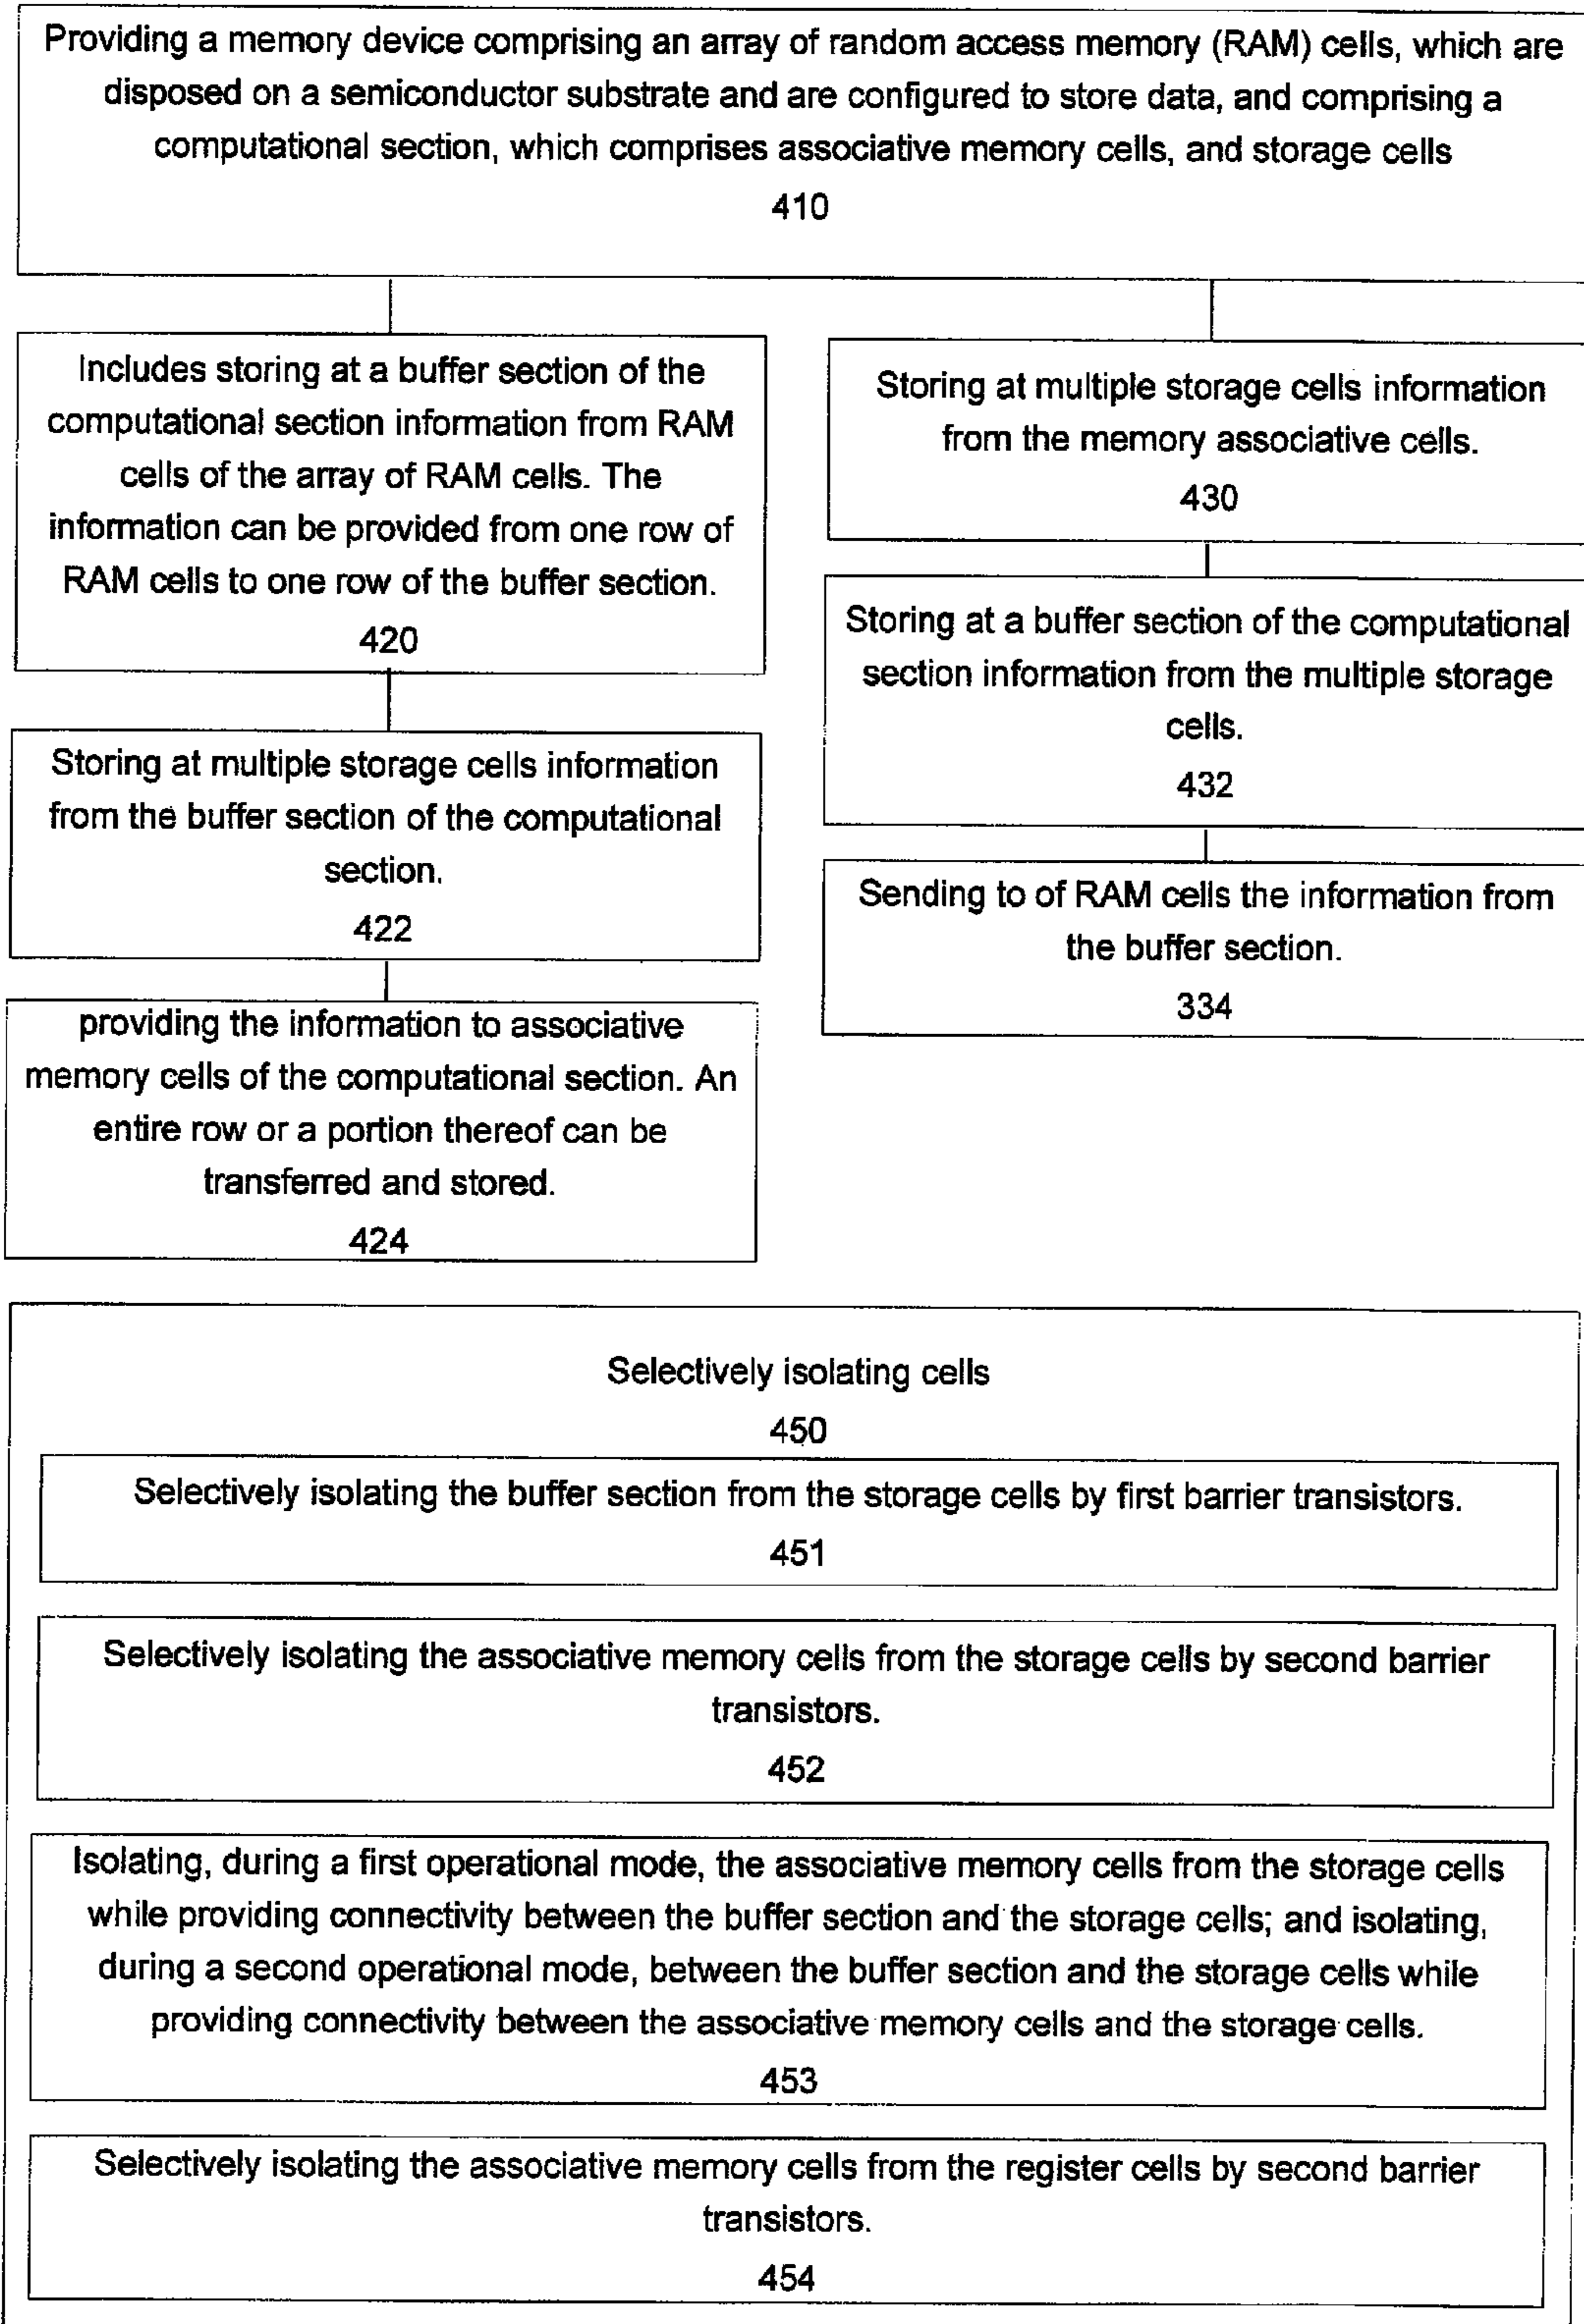 Providing a memory device comprising an array of random access memory (RAM) cells, which are
disposed on a semiconductor substrate and are configured to store data, and comprising a
computational section, which comprises associative memory cells, and storage cells
410
Includes storing at a buffer section of the
computational section information from RAM
cells of the array of RAM cells. The
information can be provided from one row of
RAM cells to one row of the buffer section.
420
Storing at multiple storage cells information
from the buffer section of the computational
section.
422
providing the information to associative
memory cells of the computational section. An
entire row or a portion thereof can be
transferred and stored.
424
Storing at multiple storage cells information
from the memory associative cells.
430
Storing at a buffer section of the computational
section information from the multiple storage
cells.
432
Sending to of RAM cells the information from
the buffer section.
334
Selectively isolating cells
450
Selectively isolating the buffer section from the storage cells by first barrier transistors.
451
Selectively isolating the associative memory cells from the storage cells by second barrier
transistors.
452
Isolating, during a first operational mode, the associative memory cells from the storage cells
while providing connectivity between the buffer section and the storage cells; and isolating,
during a second operational mode, between the buffer section and the storage cells while
providing connectivity between the associative memory cells and the storage cells.
453
Selectively isolating the associative memory cells from the register cells by second barrier
transistors.
454